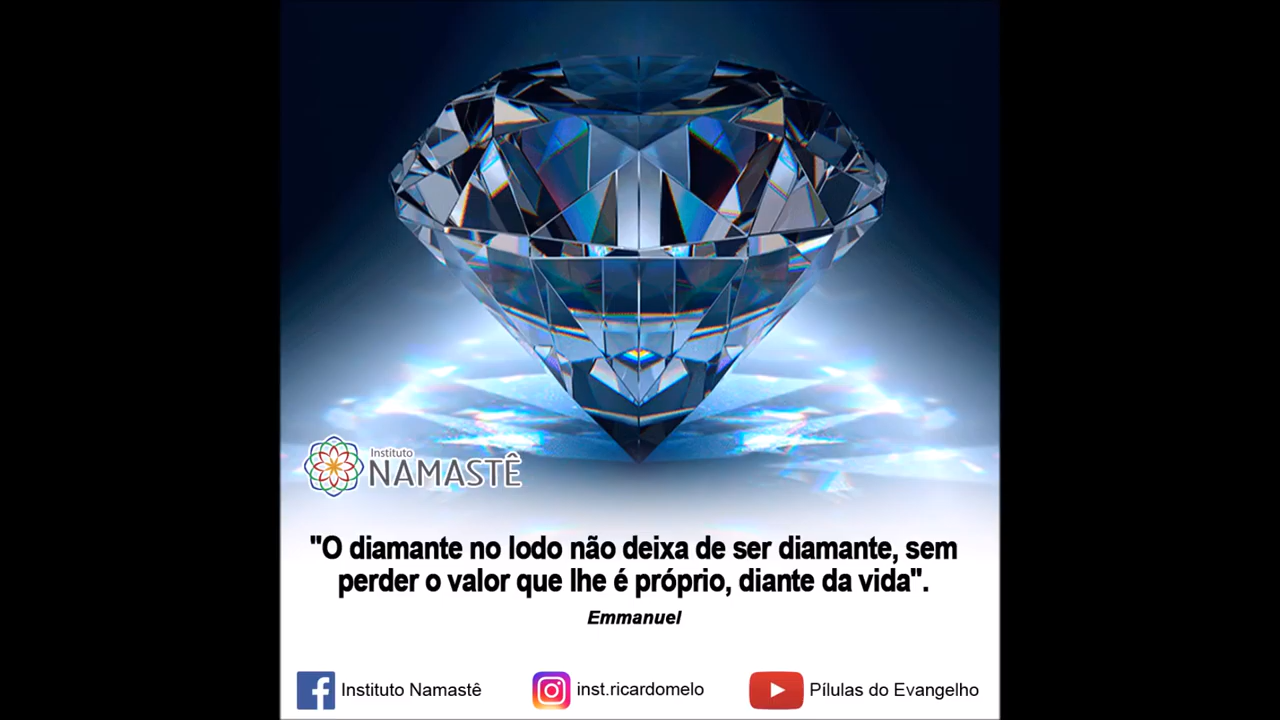 Instituto
NAMASTÊ
"O diamante no lodo não deixa de ser diamante, sem
perder o valor que lhe é próprio, diante da vida".
Emmanuel
Instituto Namastê
inst.ricardomelo
Pílulas do Evangelho